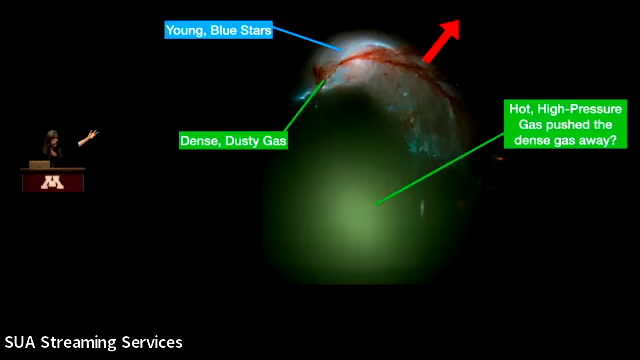 Young, Blue Stars
Dense, Dusty Gas
Hot, High-Pressure
Gas pushed the
dense gas away?
M
SUA Streaming Services